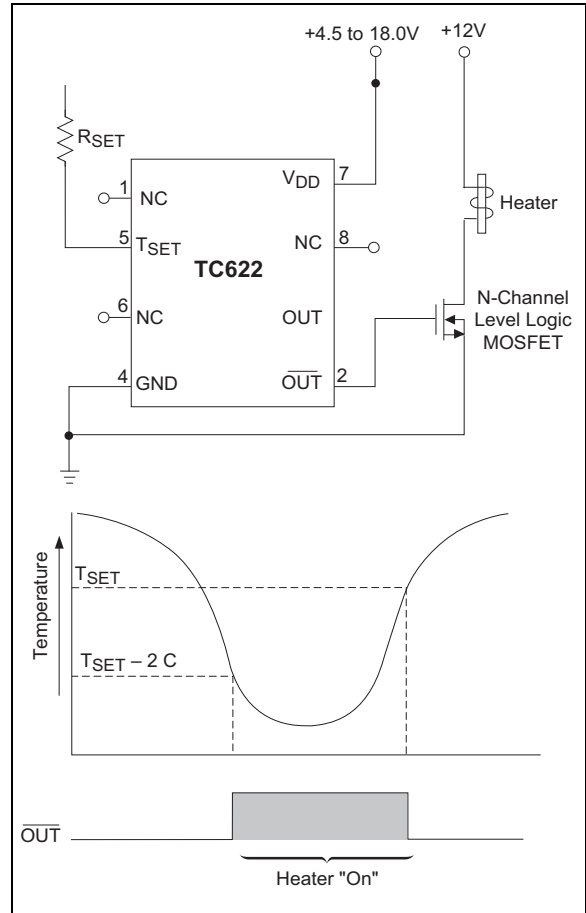 +4.5 to 18.0V
+12V
RSET
1
NC
VDD
7
Heater
5
TSET
NC
8
TC622
N-Channel
Level Logic
MOSFET
6
NC
OUT
4
GND
OUT
2
Temperature
TSET
TSET – 2 C
OUT
Heater "On"